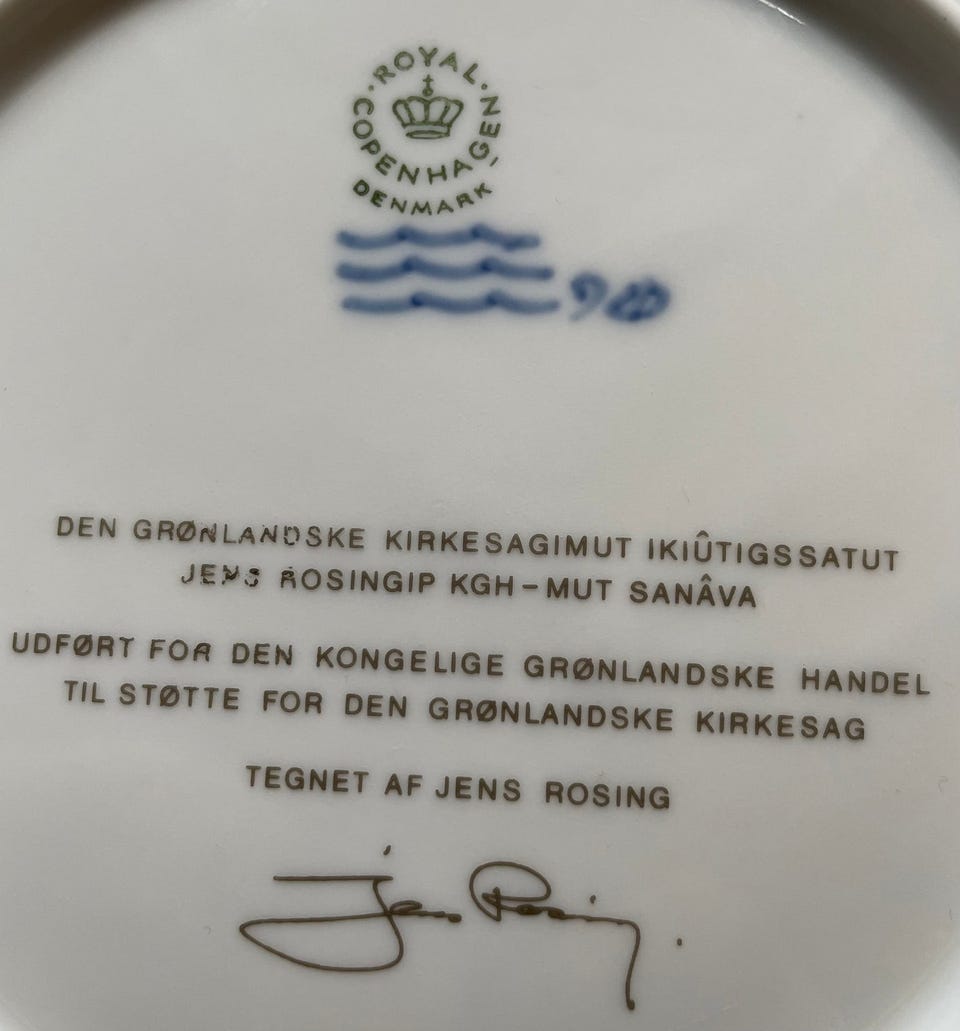 ROYAL
COPENHAGEN
DENMARK
DEN GRØNLANDSKE KIRKESAGIMUT IKIÛTIGSSATUT
JENS ROSINGIP KGH-MUT SANÂVA
UDFØRT FOR DEN KONGELIGE GRØNLANDSKE HANDEL
TIL STØTTE FOR DEN GRØNLANDSKE KIRKESAG
TEGNET AF JENS ROSING
Jens Rosing.